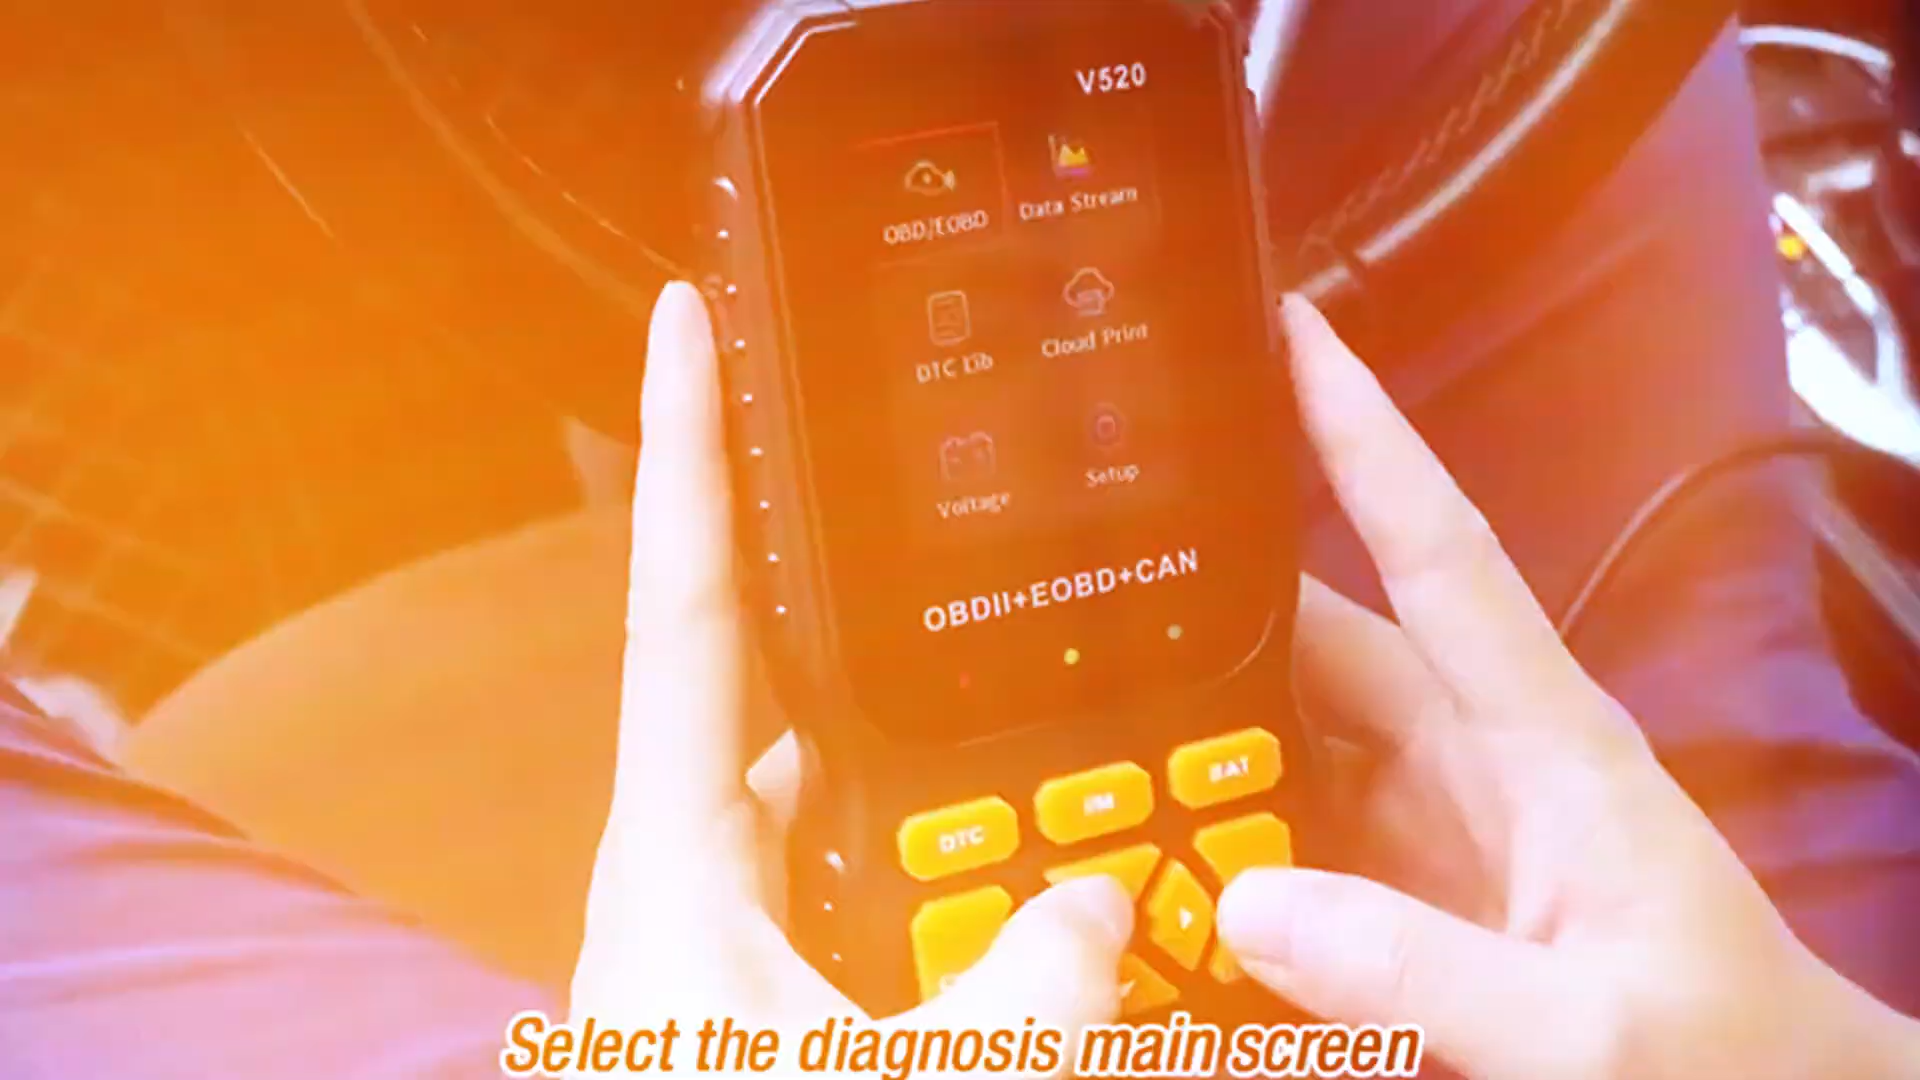 V520
OBD/EOBD
Data Stream
DTC Lib
Cloud Print
Voltage
Setup
OBDII+EOBD+CAN
DTC
I/M
BAT
Select the diagnosis main screen